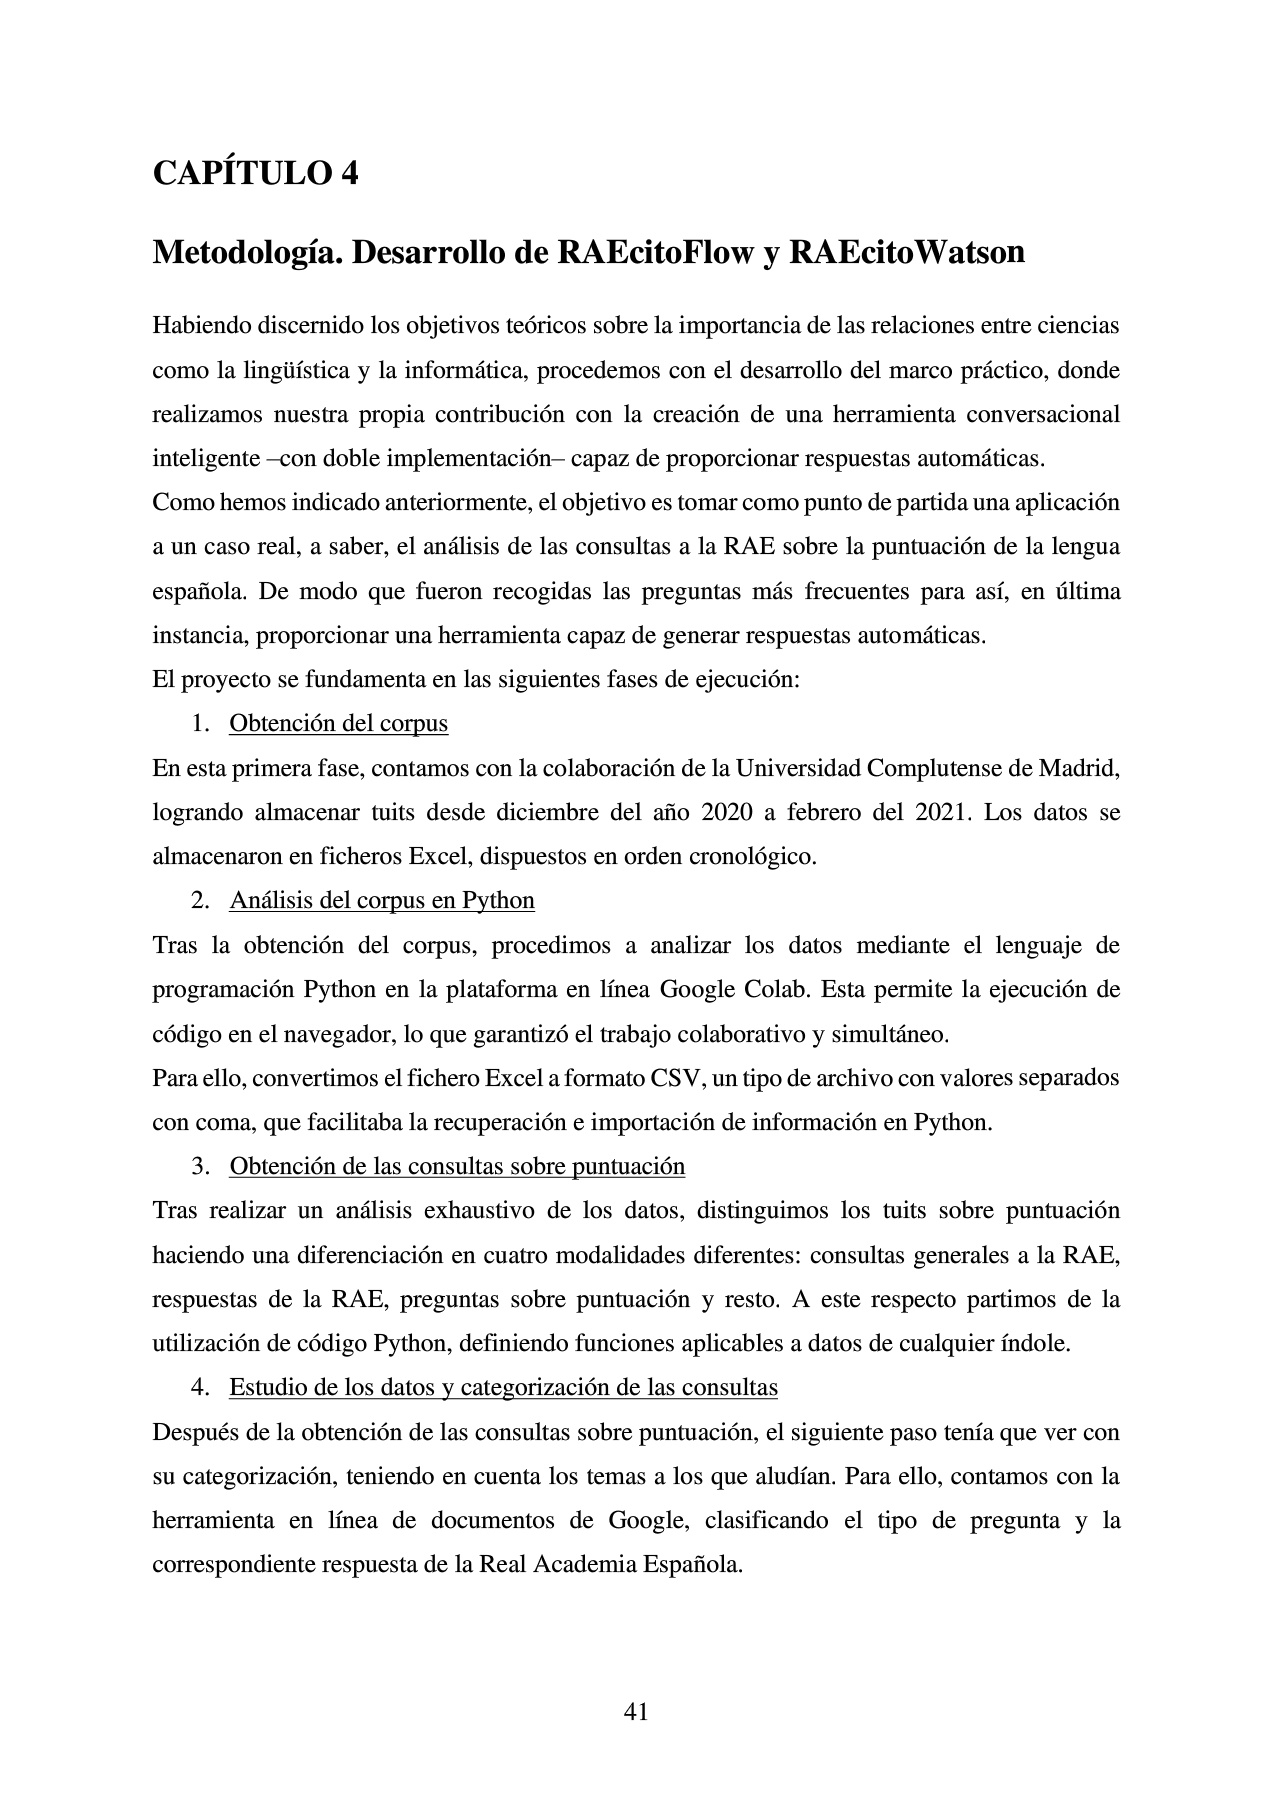 CAPÍTULO 4
Metodología. Desarrollo de RAEcitoFlow y RAEcitoWatson
Habiendo discernido los objetivos teóricos sobre la importancia de las relaciones entre ciencias
como la lingüística y la informática, procedemos con el desarrollo del marco práctico, donde
realizamos nuestra propia contribución con la creación de una herramienta conversacional
inteligente –con doble implementación– capaz de proporcionar respuestas automáticas.
Como hemos indicado anteriormente, el objetivo es tomar como punto de partida una aplicación
a un caso real, a saber, el análisis de las consultas a la RAE sobre la puntuación de la lengua
española. De modo que fueron recogidas las preguntas más frecuentes para así, en última
instancia, proporcionar una herramienta capaz de generar respuestas automáticas.
El proyecto se fundamenta en las siguientes fases de ejecución:
1. Obtención del corpus
En esta primera fase, contamos con la colaboración de la Universidad Complutense de Madrid,
logrando almacenar tuits desde diciembre del año 2020 a febrero del 2021. Los datos se
almacenaron en ficheros Excel, dispuestos en orden cronológico.
2. Análisis del corpus en Python
Tras la obtención del corpus, procedimos a analizar los datos mediante el lenguaje de
programación Python en la plataforma en línea Google Colab. Esta permite la ejecución de
código en el navegador, lo que garantizó el trabajo colaborativo y simultáneo.
Para ello, convertimos el fichero Excel a formato CSV, un tipo de archivo con valores separados
con coma, que facilitaba la recuperación e importación de información en Python.
3. Obtención de las consultas sobre puntuación
Tras realizar un análisis exhaustivo de los datos, distinguimos los tuits sobre puntuación
haciendo una diferenciación en cuatro modalidades diferentes: consultas generales a la RAE,
respuestas de la RAE, preguntas sobre puntuación y resto. A este respecto partimos de la
utilización de código Python, definiendo funciones aplicables a datos de cualquier índole.
4. Estudio de los datos y categorización de las consultas
Después de la obtención de las consultas sobre puntuación, el siguiente paso tenía que ver con
su categorización, teniendo en cuenta los temas a los que aludían. Para ello, contamos con la
herramienta en línea de documentos de Google, clasificando el tipo de pregunta y la
correspondiente respuesta de la Real Academia Española.
41